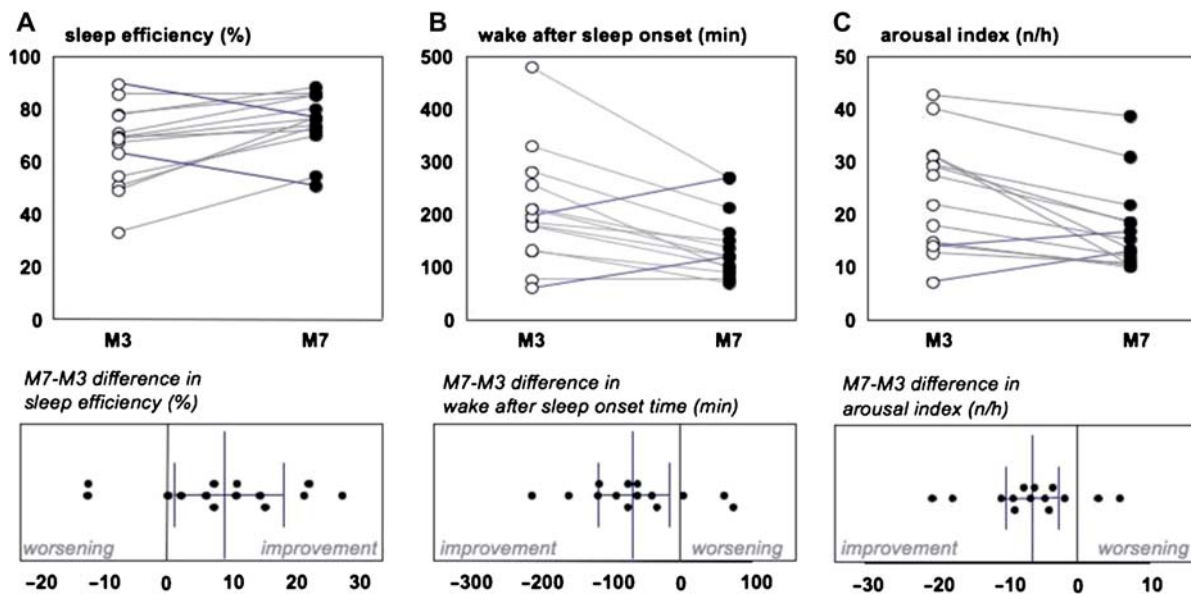 A
sleep efficiency (%)
100
80
60
40
20
0
M3
M7
M7-M3 difference in
sleep efficiency (%)
worsening
improvement
−20 −10 0 10 20 30
B
wake after sleep onset (min)
500
400
300
200
100
0
M3
M7
M7-M3 difference in
wake after sleep onset time (min)
improvement
worsening
−300 −200 −100 0 100
C
arousal index (n/h)
50
40
30
20
10
0
M3
M7
M7-M3 difference in
arousal index (n/h)
improvement
worsening
−30 −20 −10 0 10